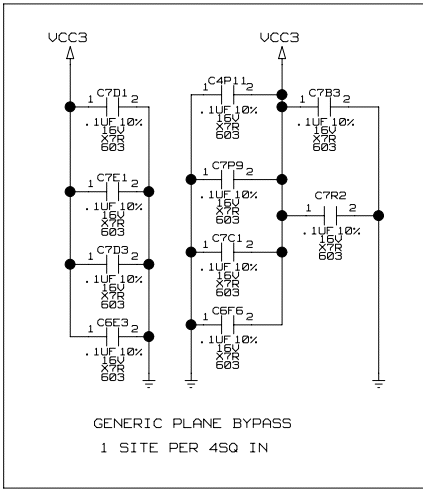 VCC3
VCC3
C7D1
1 2
.1UF 10%
16V
X7R
603
C7E1
1 2
.1UF 10%
16V
X7R
603
C7D3
1 2
.1UF 10%
16V
X7R
603
C6E3
1 2
.1UF 10%
16V
X7R
603
C4P11
1 2
.1UF 10%
16V
X7R
603
C7P9
1 2
.1UF 10%
16V
X7R
603
C7C1
1 2
.1UF 10%
16V
X7R
603
C6F6
1 2
.1UF 10%
16V
X7R
603
C7B3
1 2
.1UF 10%
16V
X7R
603
C7R2
1 2
.1UF 10%
16V
X7R
603
GENERIC PLANE BYPASS
1 SITE PER 4SQ IN